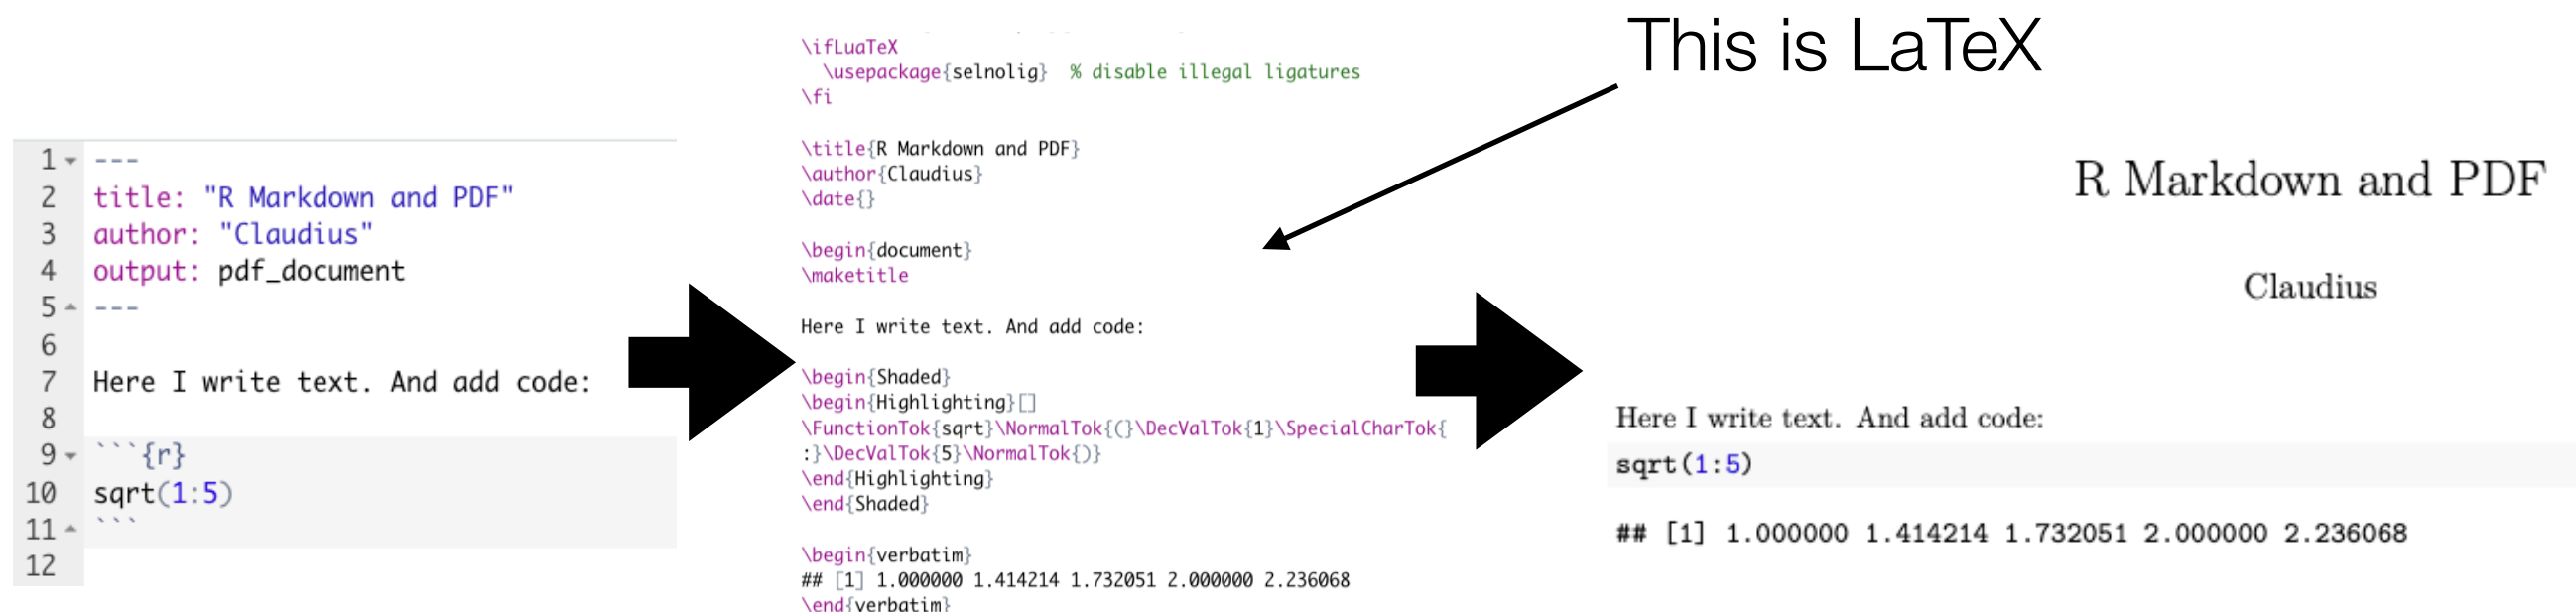 This is LaTeX
1 ---
2 title: "R Markdown and PDF"
3 author: "Claudius"
4 output: pdf_document
5 ---
6
7 Here I write text. And add code:
8
9 ```{r}
10 sqrt(1:5)
11 ```
12
\ifLuaTeX
\usepackage{selnolig} % disable illegal ligatures
\fi
\title{R Markdown and PDF}
\author{Claudius}
\date{}
\begin{document}
\maketitle
Here I write text. And add code:
\begin{Shaded}
\begin{Highlighting}[]
\FunctionTok{sqrt}\NormalTok{(}\DecValTok{1}\SpecialCharTok{
:}\DecValTok{5}\NormalTok{)}
\end{Highlighting}
\end{Shaded}
\begin{verbatim}
## [1] 1.000000 1.414214 1.732051 2.000000 2.236068
\end{verbatim}
R Markdown and PDF
Claudius
Here I write text. And add code:
sqrt(1:5)
## [1] 1.000000 1.414214 1.732051 2.000000 2.236068